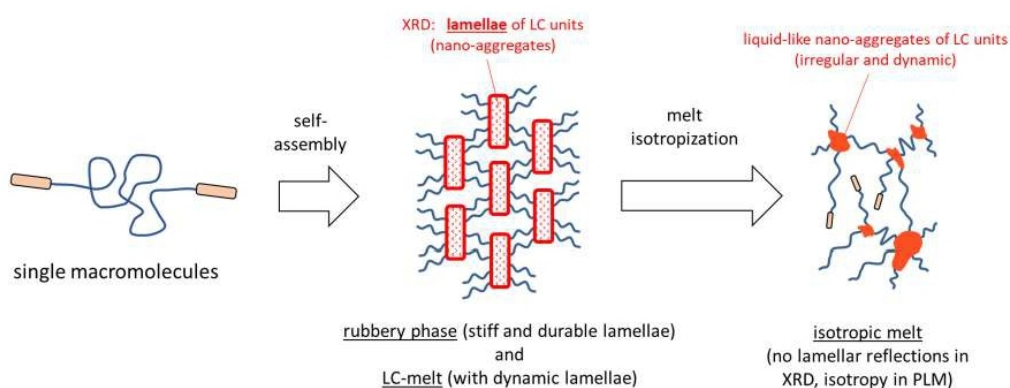 XRD: lamellae of LC units
(nano-aggregates)
liquid-like nano-aggregates of LC units
(irregular and dynamic)
self-
assembly
melt
isotropization
single macromolecules
rubbery phase (stiff and durable lamellae)
and
LC-melt (with dynamic lamellae)
isotropic melt
(no lamellar reflections in
XRD, isotropy in PLM)